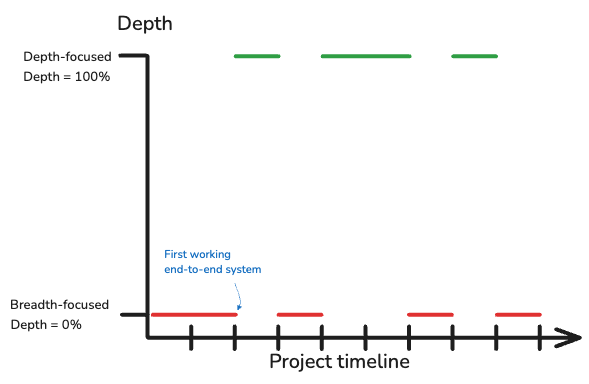 Depth
Depth-focused
Depth = 100%
First working
end-to-end system
Breadth-focused
Depth = 0%
Project timeline